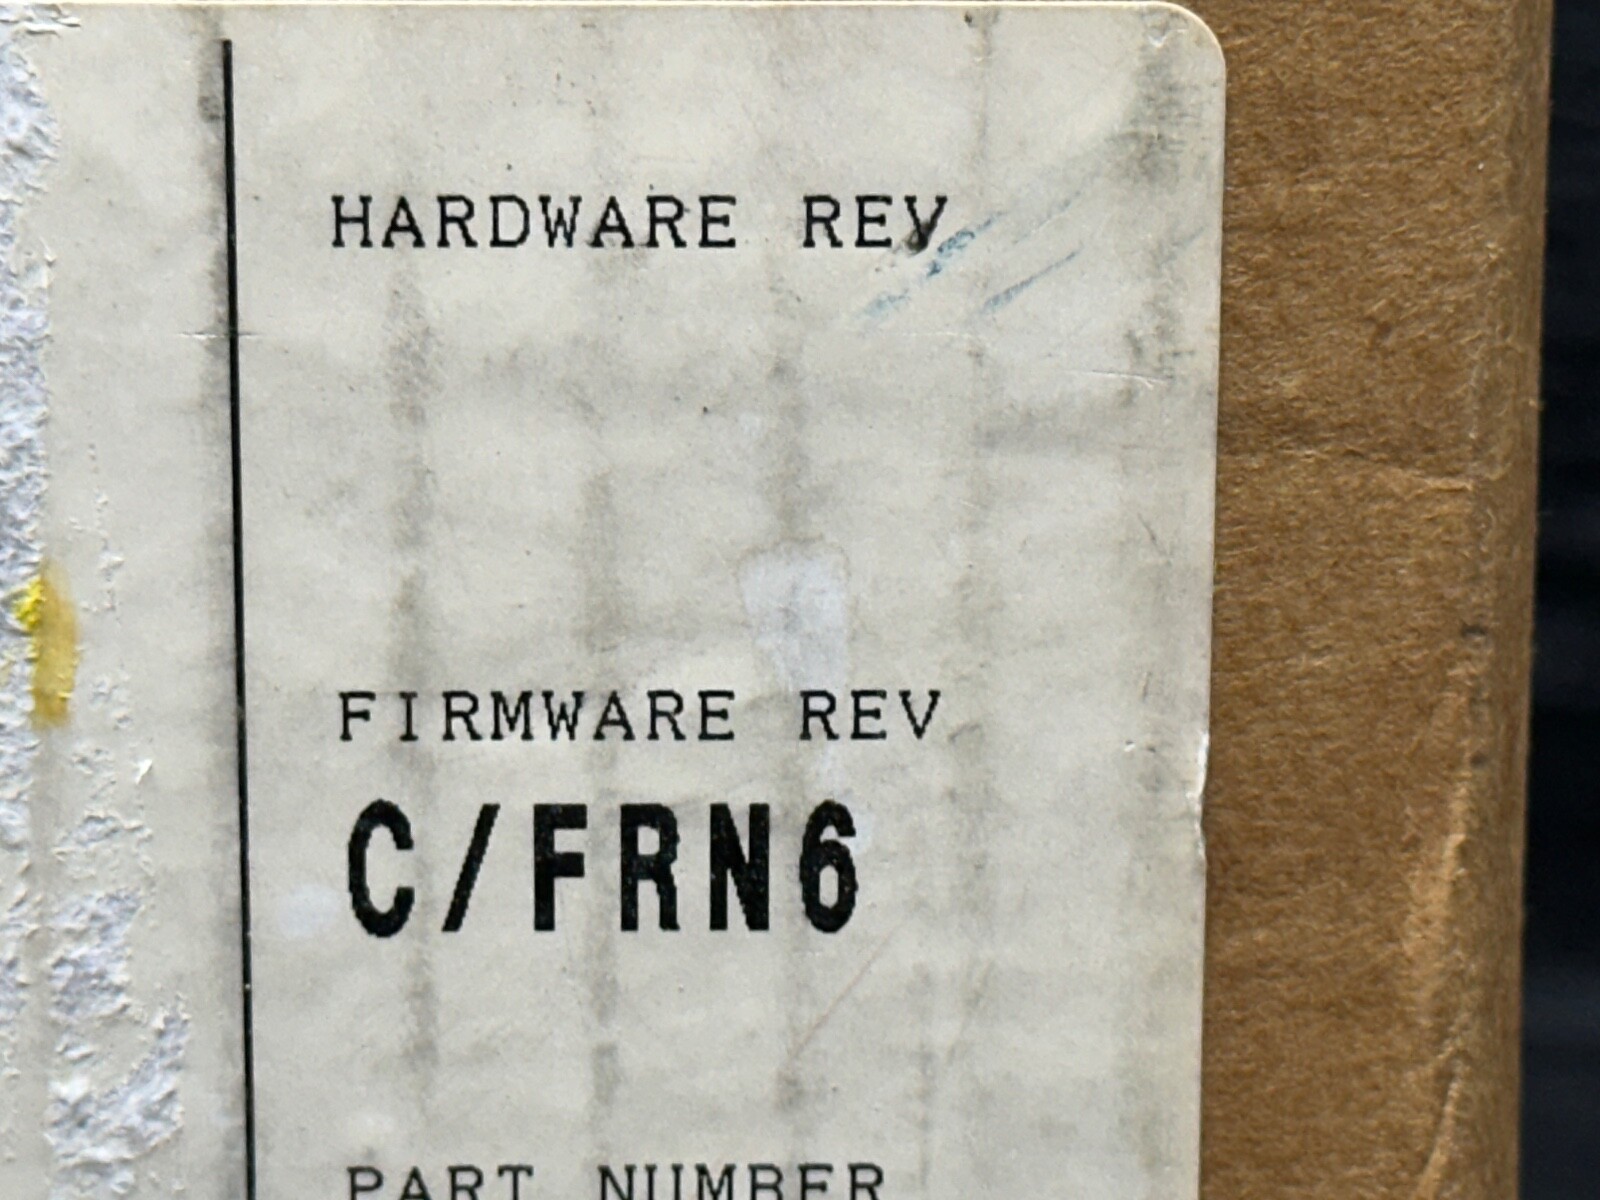 HARDWARE REV
FIRMWARE REV
C/FRN6
PART NUMBER